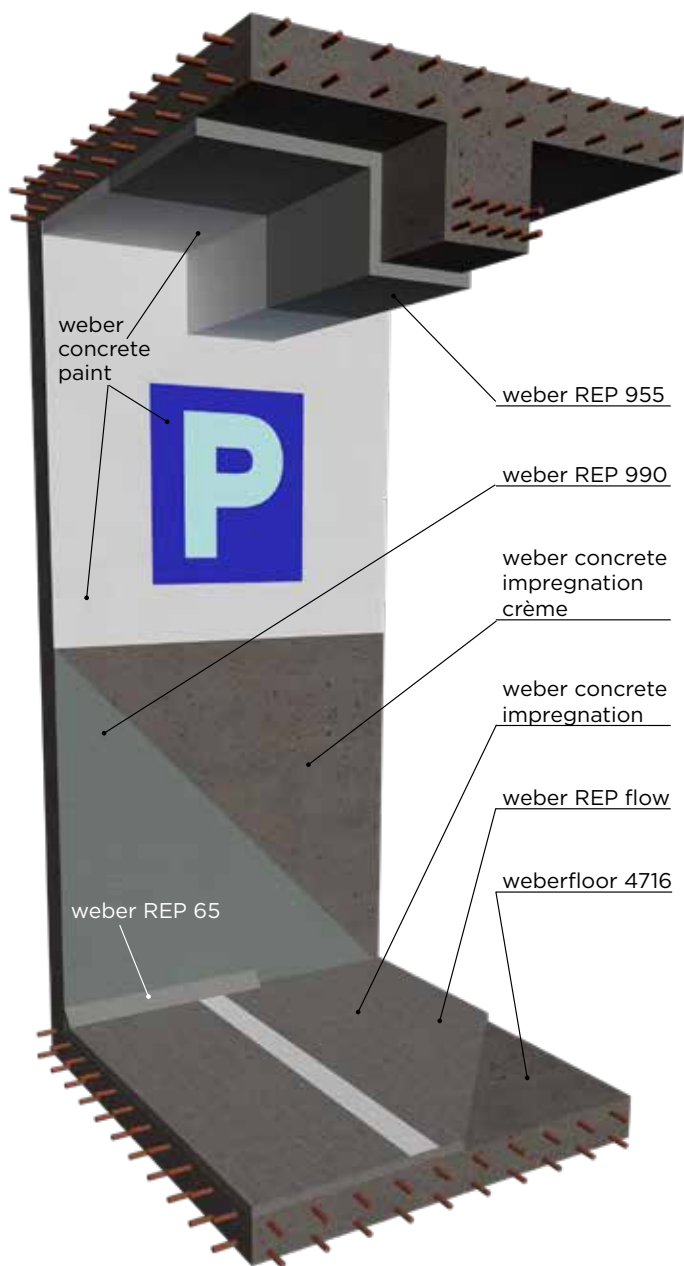 weber
concrete
paint
weber REP 955
P
weber REP 990
weber concrete
impregnation
crème
weber concrete
impregnation
weber REP flow
weberfloor 4716
weber REP 65